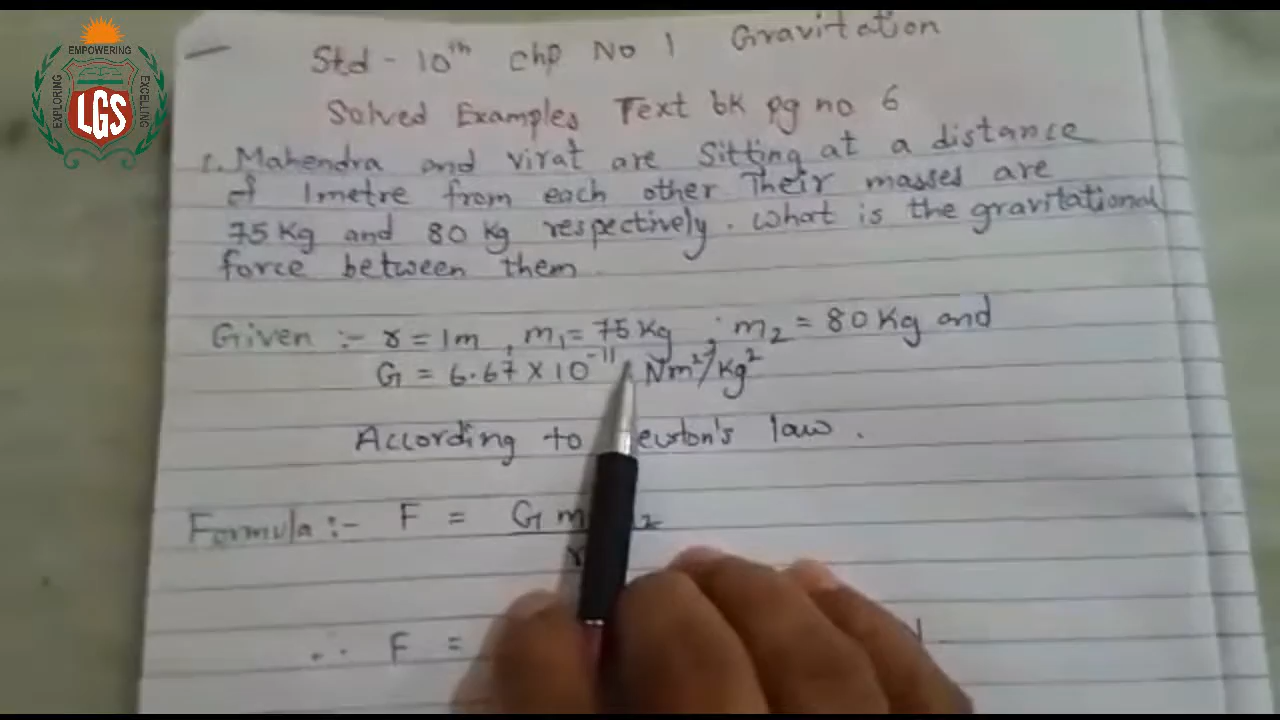 EMPOWERING
EXPLORING
EXCELLING
LGS
Std - 10th chp No 1 Gravitation
Solved Examples Text bk pg no 6
1. Mahendra and virat are sitting at a distance
of 1metre from each other Their masses are
75 Kg and 80 Kg respectively. What is the gravitational
force between them
Given :- r = 1m , m₁ = 75 Kg , m₂ = 80 Kg and
G = 6.67 X 10⁻¹¹ Nm²/Kg²
According to ewton's law .
Formula :- F = G m 2
r
∴ F =